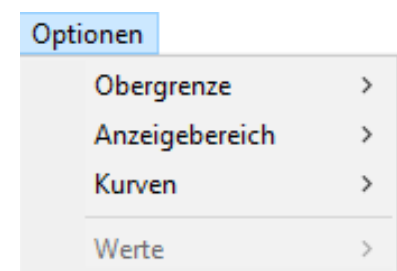 Optionen
Obergrenze
Anzeigebereich
Kurven
Werte